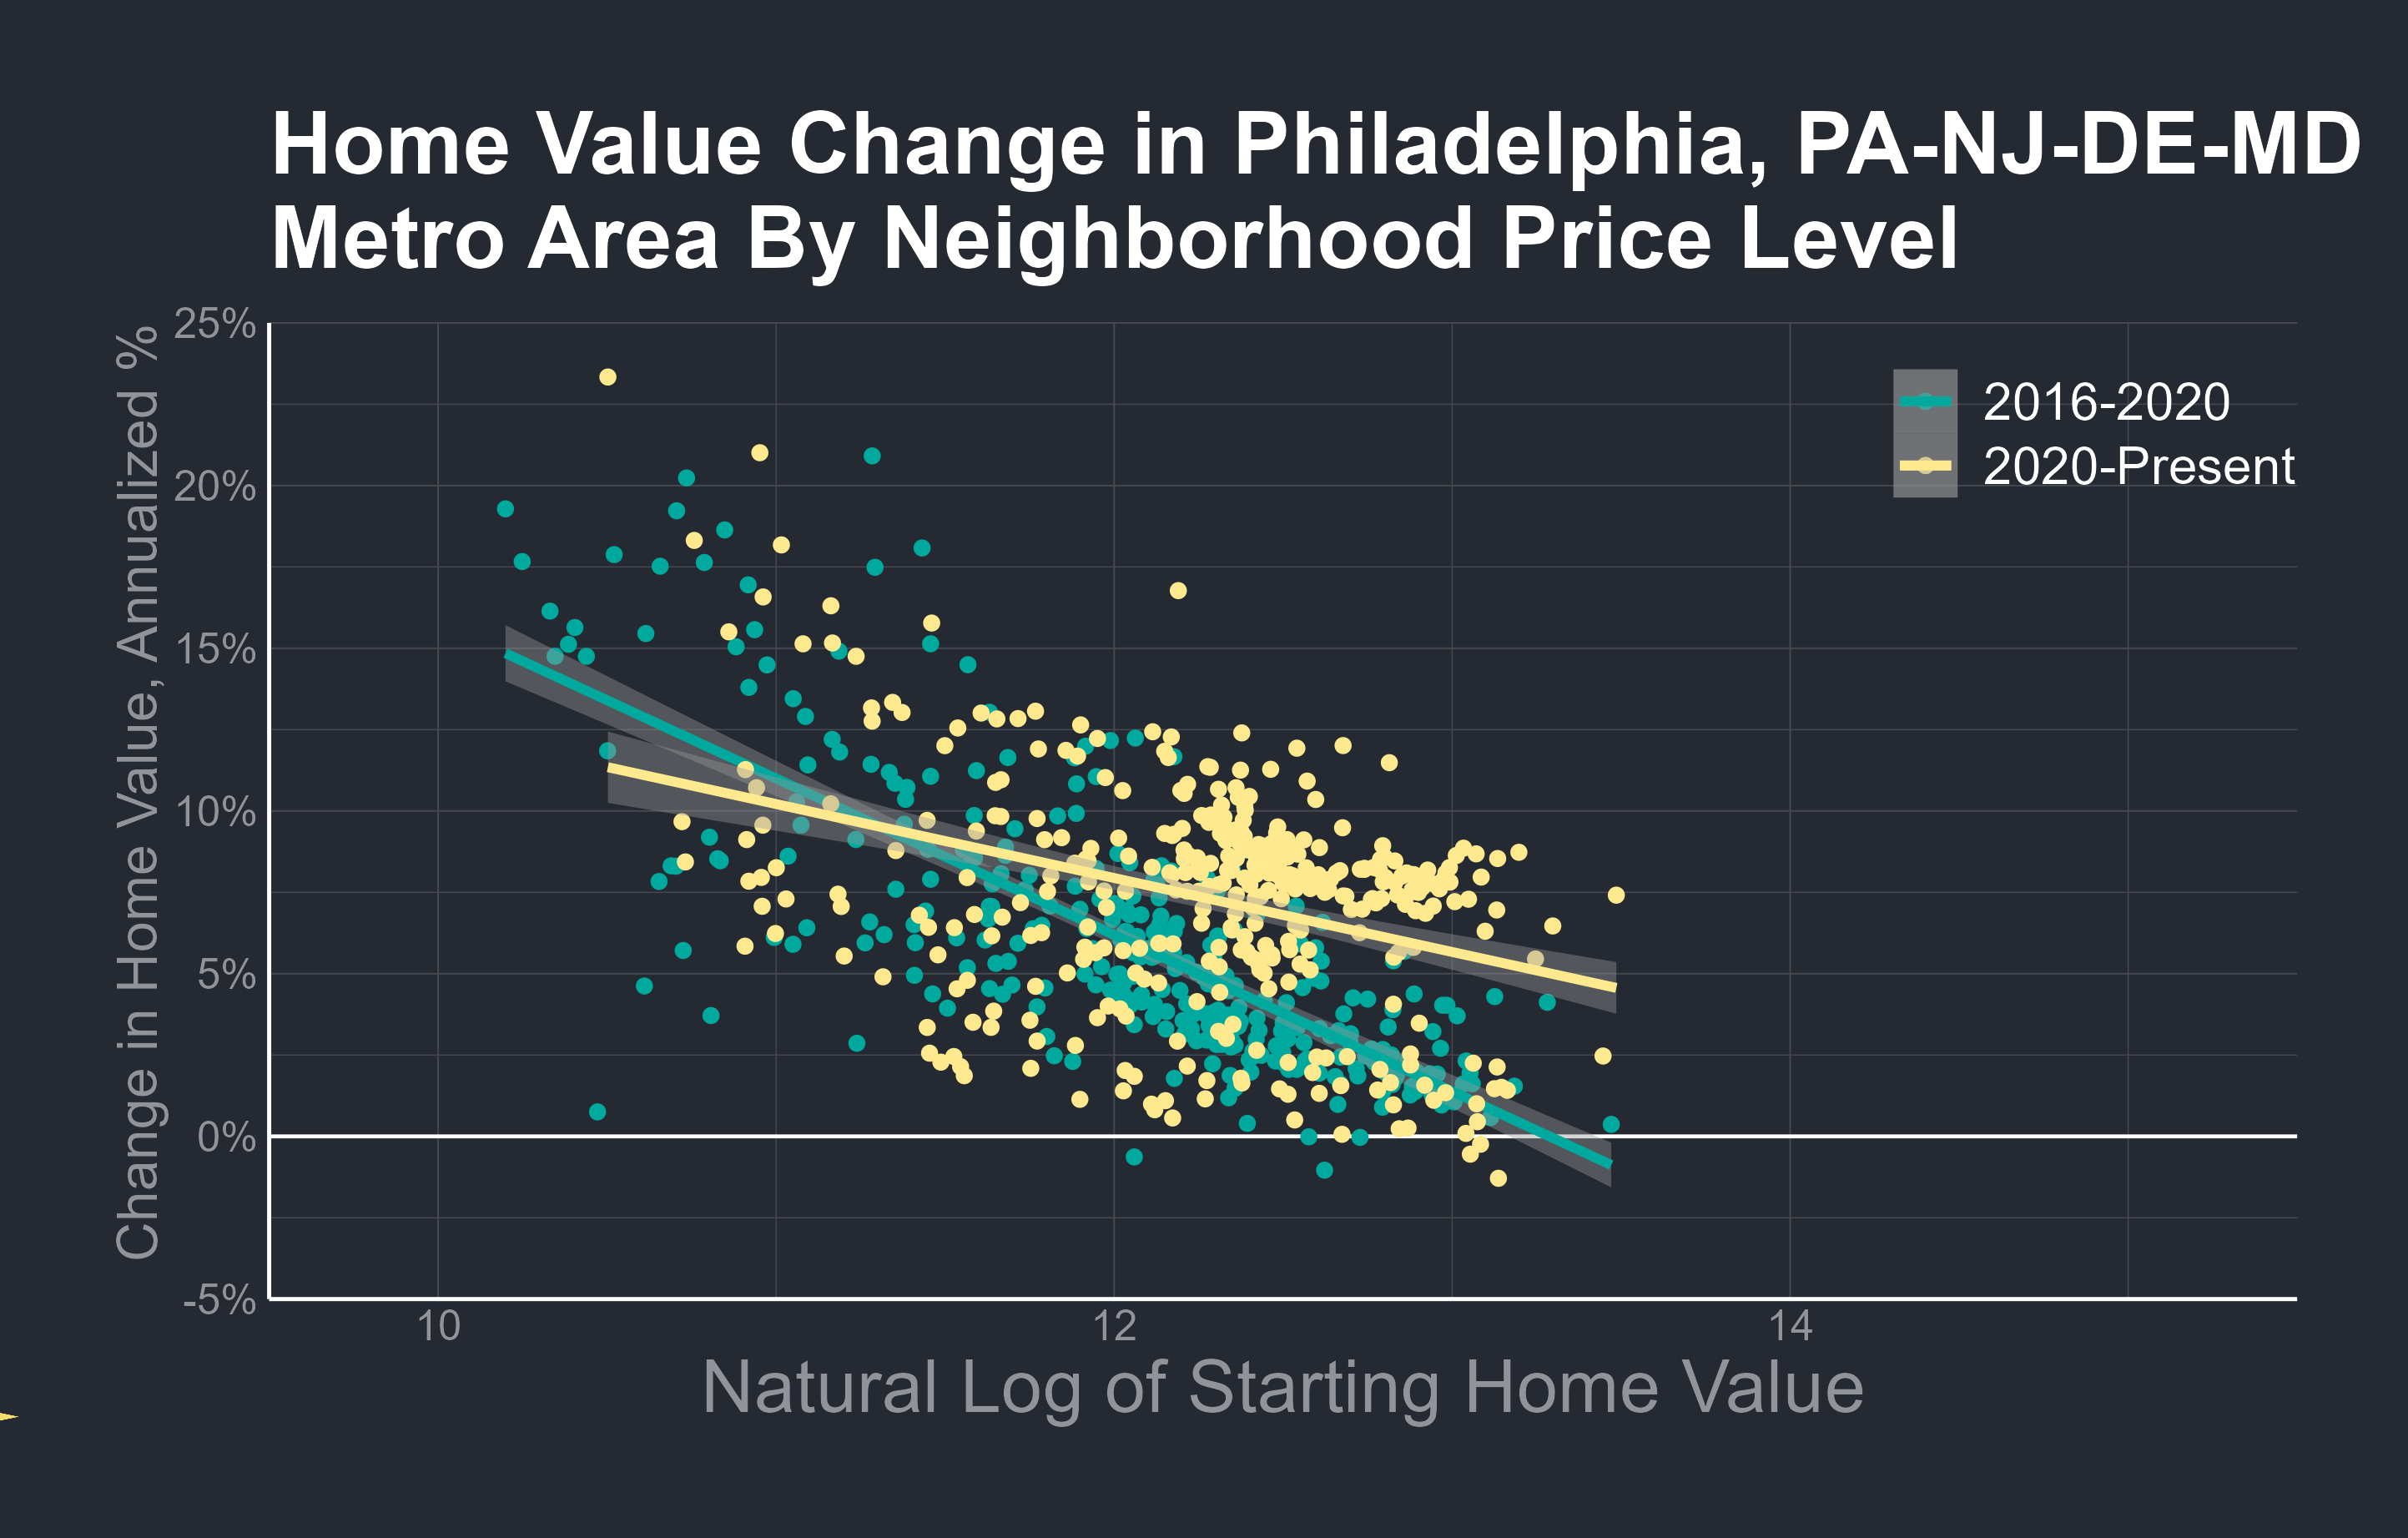 Home Value Change in Philadelphia, PA-NJ-DE-MD
Metro Area By Neighborhood Price Level
Change in Home Value, Annualized %
25%
20%
15%
10%
5%
0%
-5%
2016-2020
2020-Present
10
12
14
Natural Log of Starting Home Value